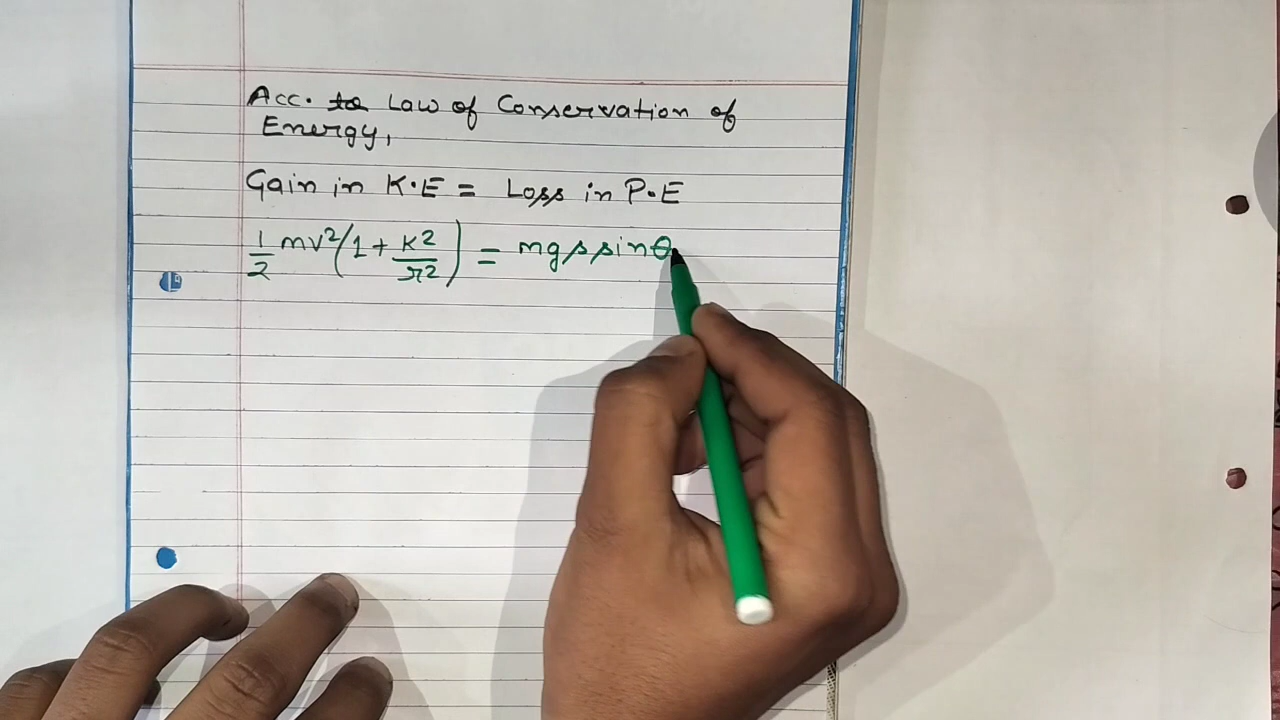 Acc. to Law of Conservation of
Energy,
Gain in K.E = Loss in P.E
1/2 mv²(1 + K²/r²) = mgs sinθ